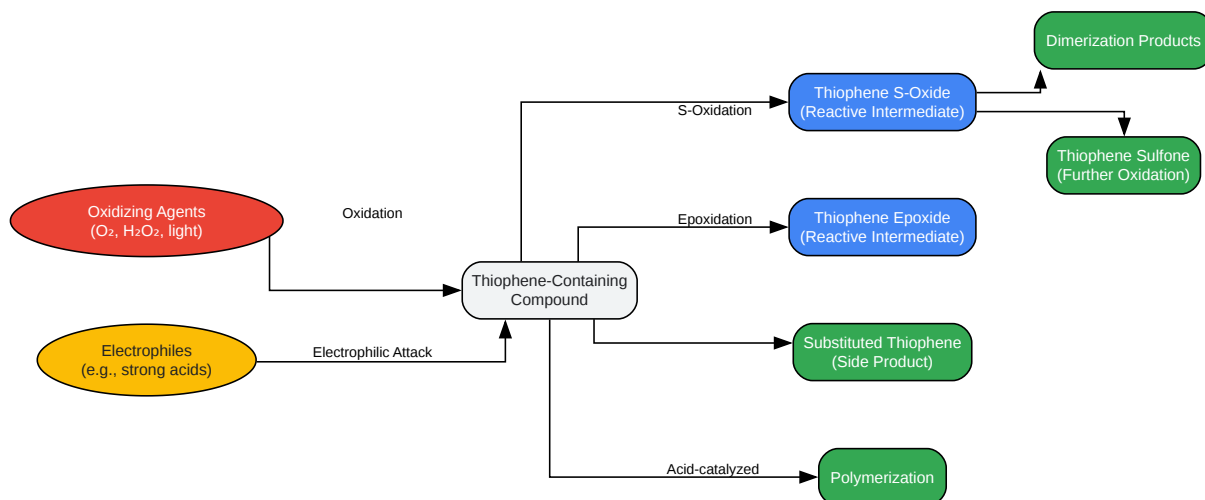 Dimerization Products
Thiophene S-Oxide
(Reactive Intermediate)
S-Oxidation
Thiophene Sulfone
(Further Oxidation)
Oxidizing Agents
(O₂, H₂O₂, light)
Oxidation
Epoxidation
Thiophene Epoxide
(Reactive Intermediate)
Thiophene-Containing
Compound
Electrophiles
(e.g., strong acids)
Electrophilic Attack
Substituted Thiophene
(Side Product)
Acid-catalyzed
Polymerization